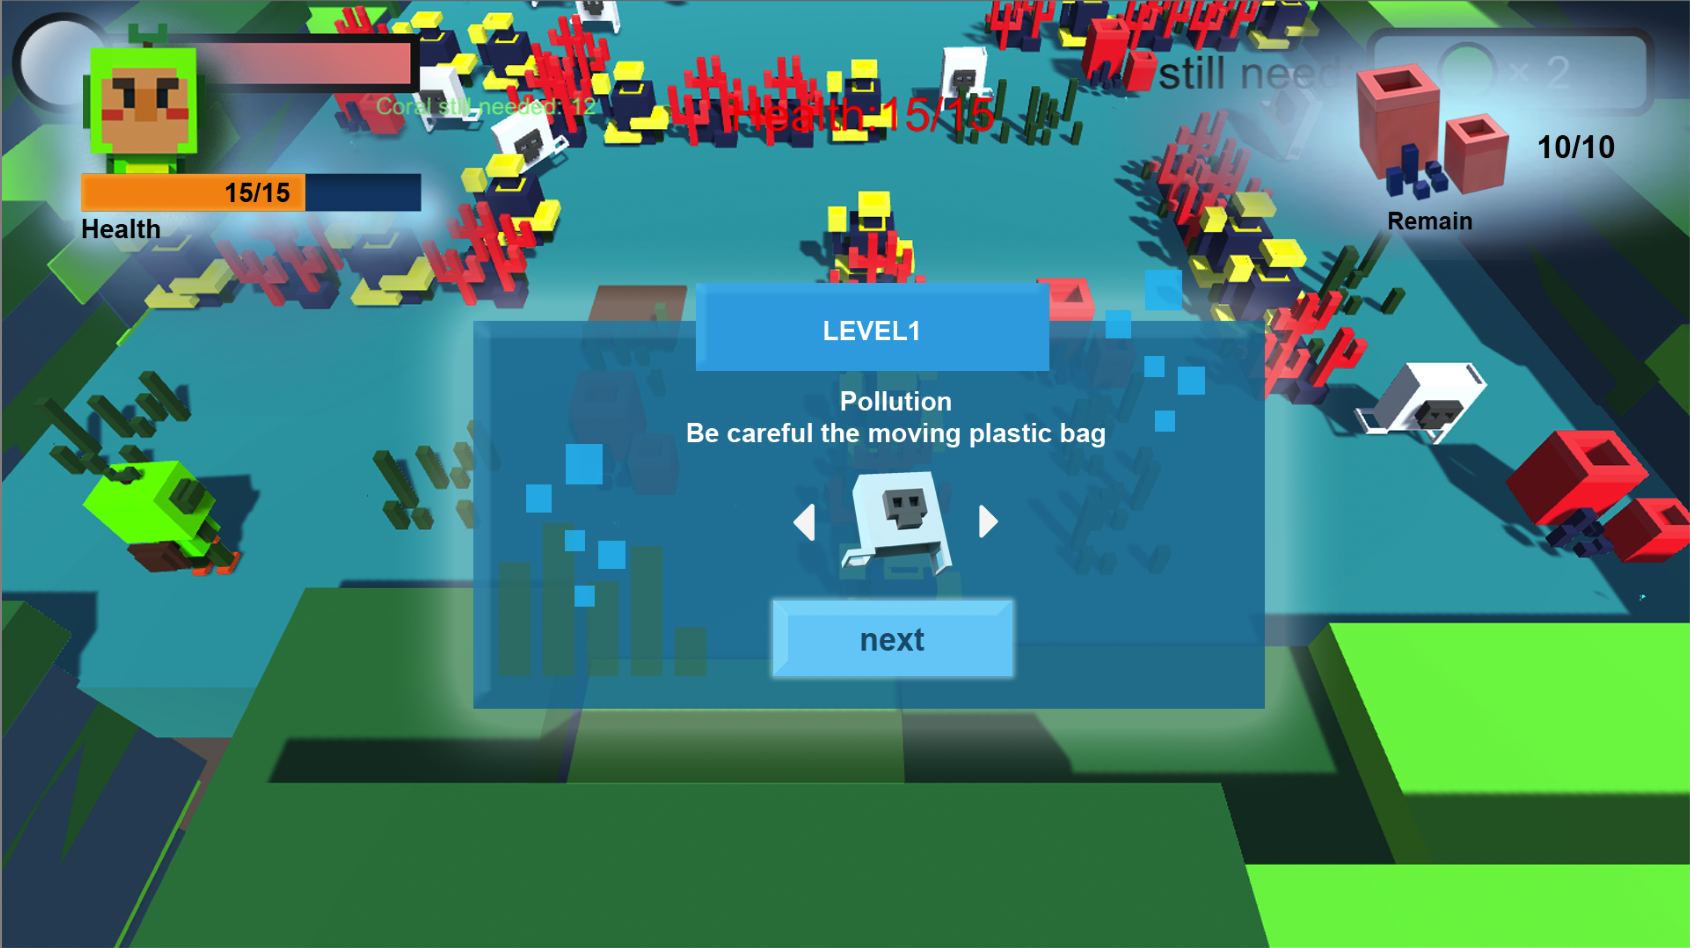 Coral still needed: 12
Health:15/15
still need
× 2
15/15
Health
10/10
Remain
LEVEL1
Pollution
Be careful the moving plastic bag
next